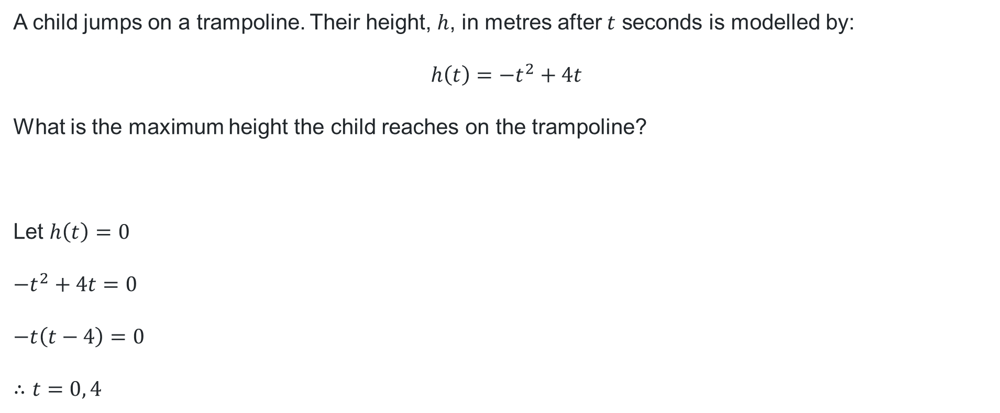 A child jumps on a trampoline. Their height, h, in metres after t seconds is modelled by:
h(t) = −t² + 4t
What is the maximum height the child reaches on the trampoline?
Let h(t) = 0
−t² + 4t = 0
−t(t − 4) = 0
∴ t = 0, 4